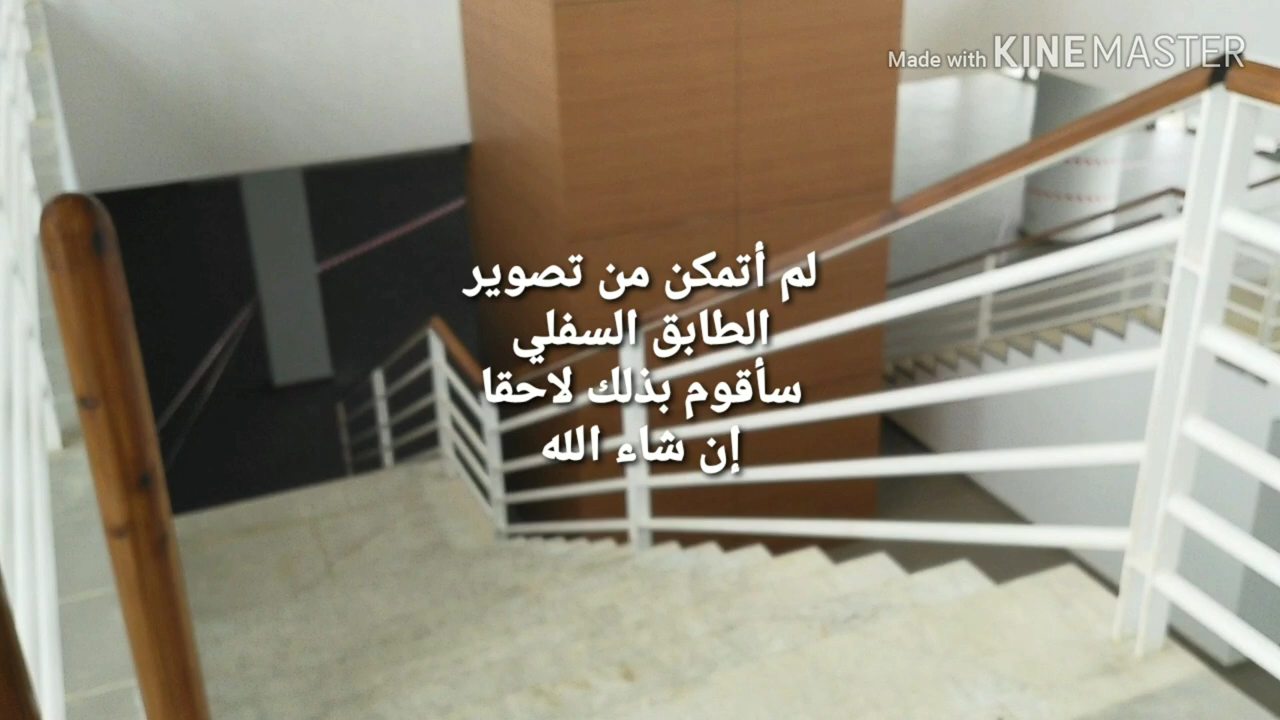 Made with KINEMASTER
لم أتمكن من تصوير
الطابق السفلي
سأقوم بذلك لاحقا
إن شاء الله